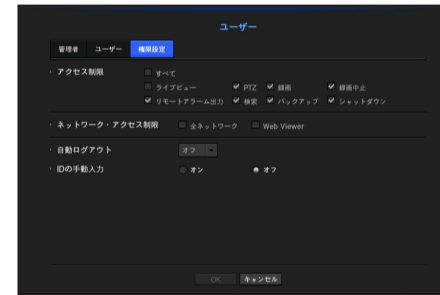 ユーザー
管理者 ユーザー 権限設定
・アクセス制限 すべて
ライブビュー PTZ 録画 録画中止
リモートアラーム出力 検索 バックアップ シャットダウン
・ネットワーク・アクセス制限 全ネットワーク Web Viewer
・自動ログアウト オフ
・IDの手動入力 オン オフ
OK キャンセル